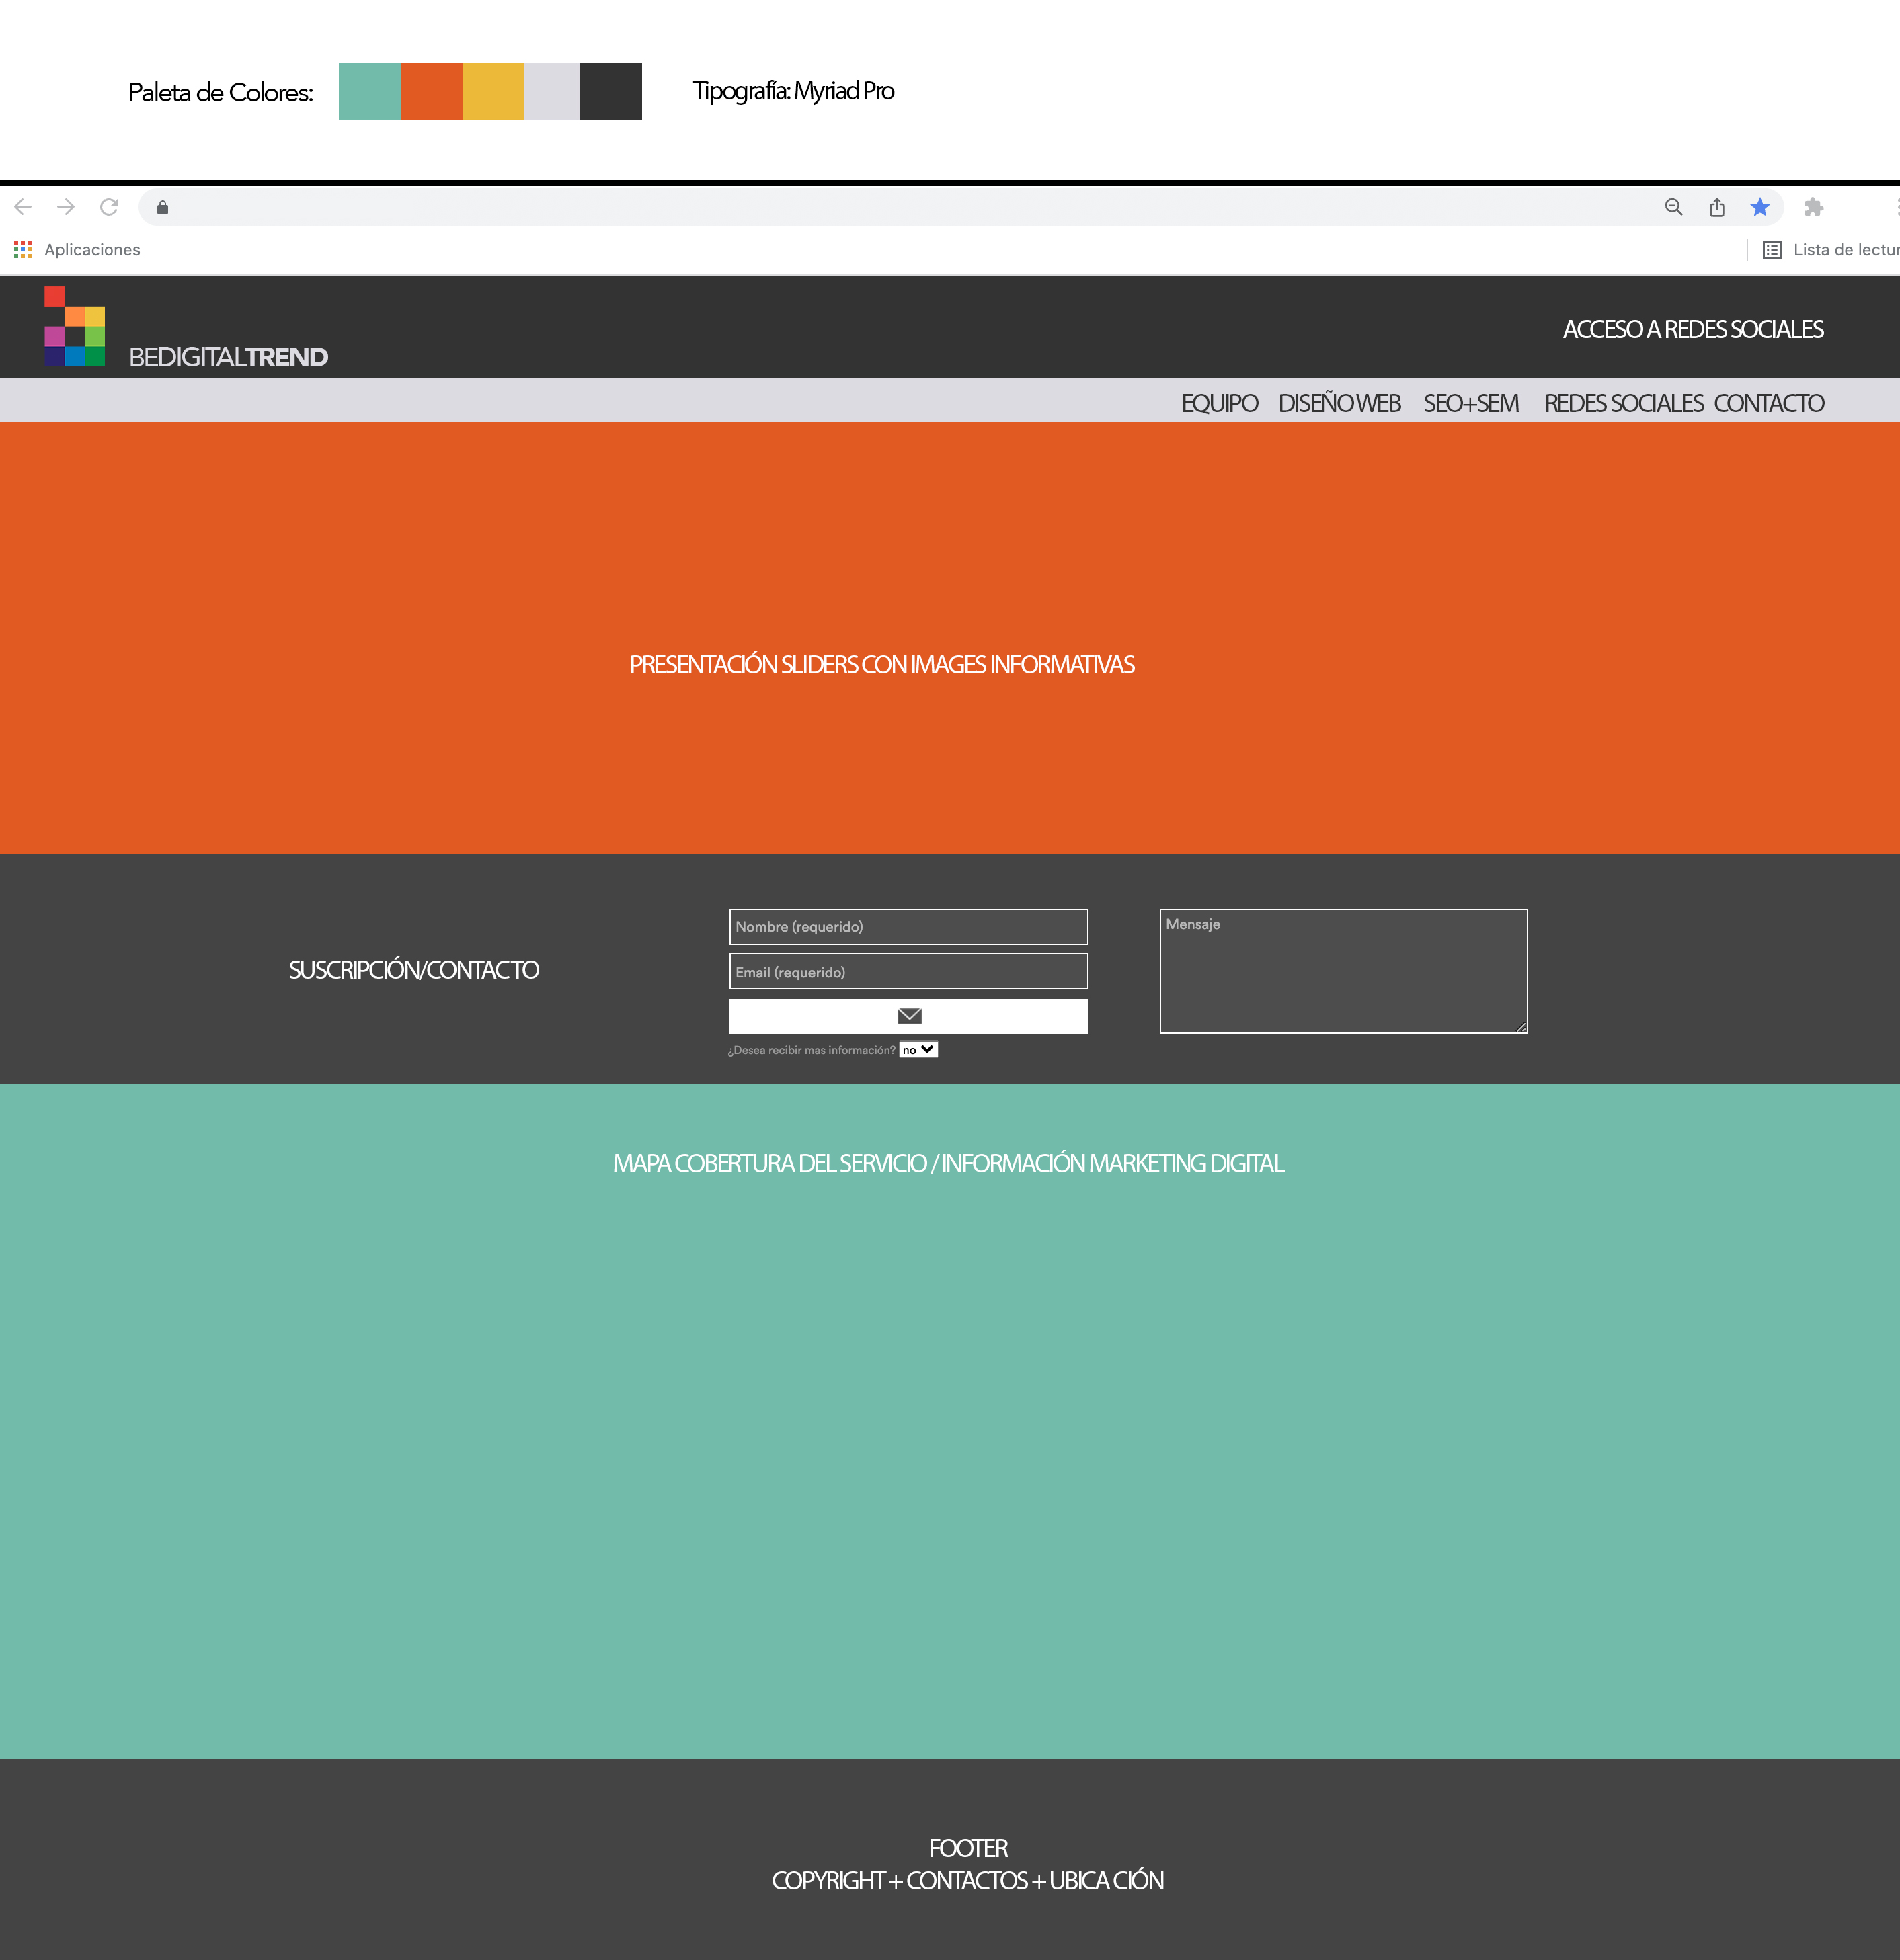 Paleta de Colores:
Tipografía: Myriad Pro
Aplicaciones
Lista de lectur
BEDIGITALTREND
ACCESO A REDES SOCIALES
EQUIPO DISEÑO WEB SEO+SEM REDES SOCIALES CONTACTO
PRESENTACIÓN SLIDERS CON IMAGES INFORMATIVAS
SUSCRIPCIÓN/CONTACTO
Nombre (requerido)
Email (requerido)
¿Desea recibir mas información? no
Mensaje
MAPA COBERTURA DEL SERVICIO / INFORMACIÓN MARKETING DIGITAL
FOOTER
COPYRIGHT + CONTACTOS + UBICA CIÓN